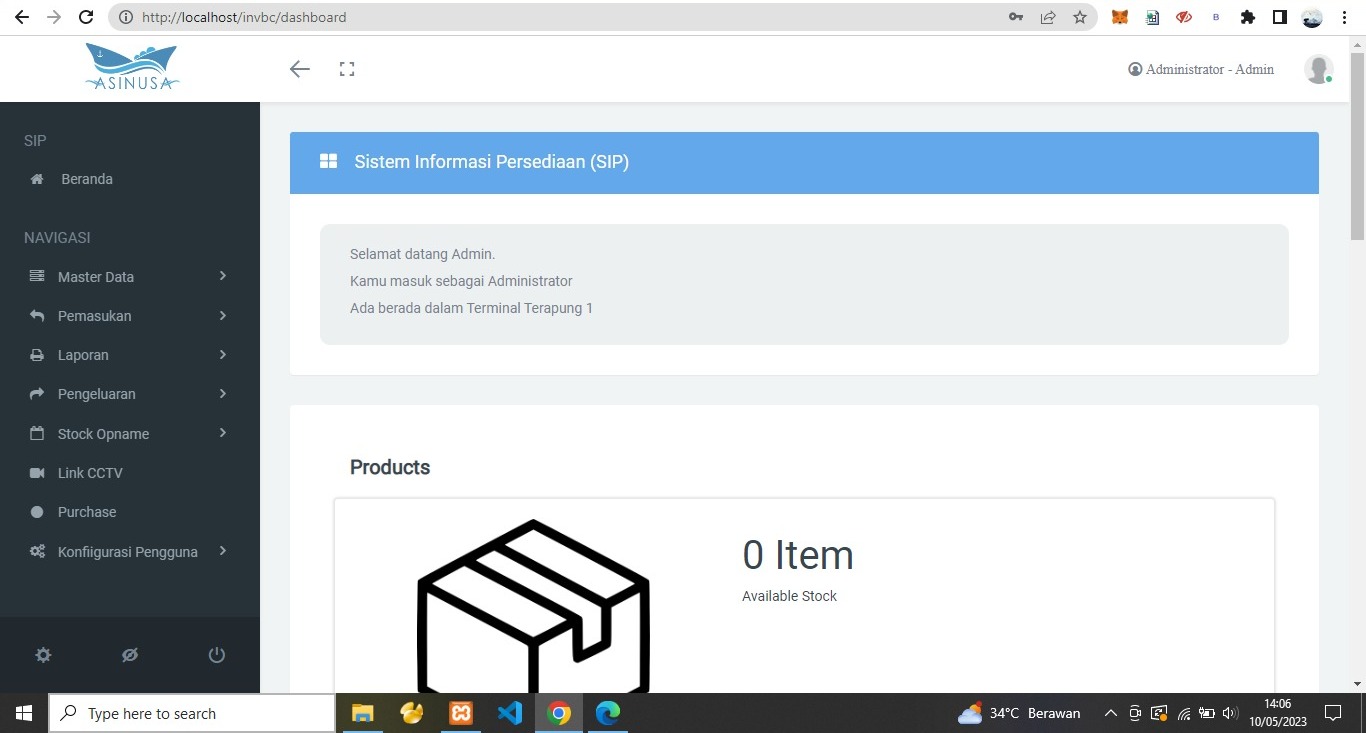 http://localhost/invbc/dashboard
B
ASINUSA
Administrator - Admin
SIP
Beranda
NAVIGASI
Master Data
Pemasukan
Laporan
Pengeluaran
Stock Opname
Link CCTV
Purchase
Konfiigurasi Pengguna
Sistem Informasi Persediaan (SIP)
Selamat datang Admin.
Kamu masuk sebagai Administrator
Ada berada dalam Terminal Terapung 1
Products
0 Item
Available Stock
Type here to search
34°C Berawan
14:06
10/05/2023